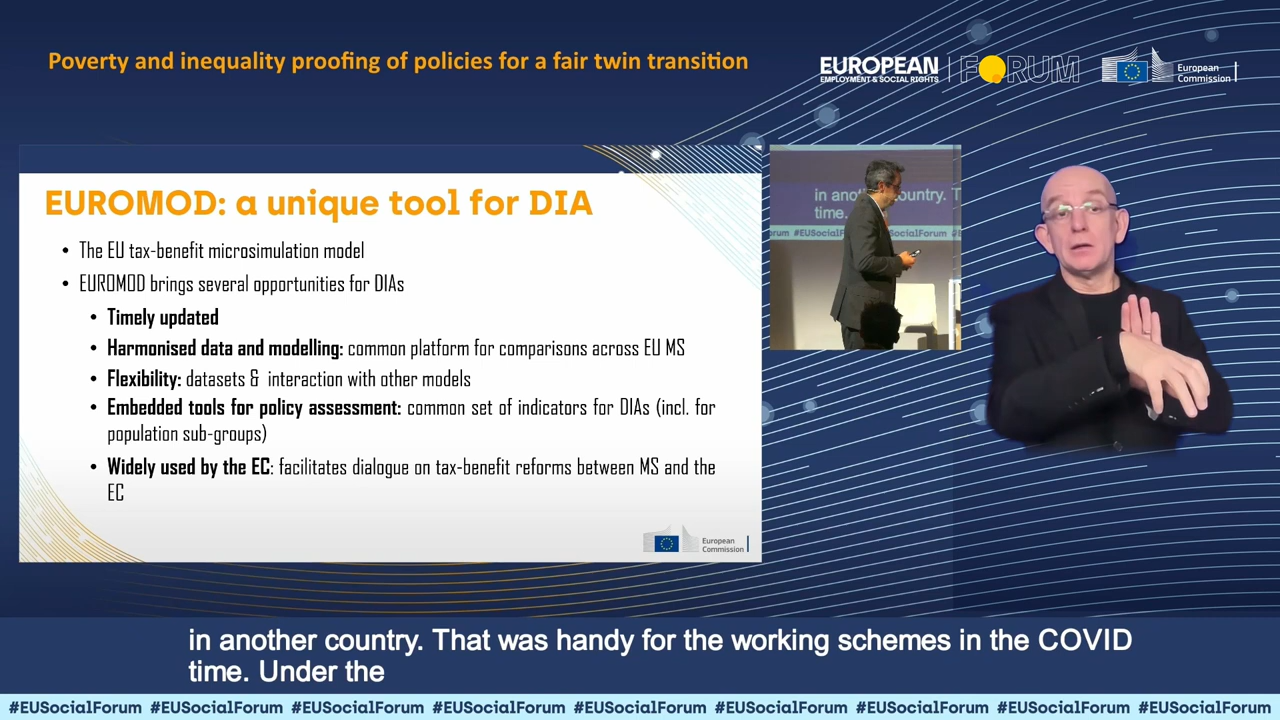 Poverty and inequality proofing of policies for a fair twin transition
EUROPEAN
EMPLOYMENT & SOCIAL RIGHTS
FORUM
European
Commission
EUROMOD: a unique tool for DIA
• The EU tax-benefit microsimulation model
• EUROMOD brings several opportunities for DIAs
• Timely updated
• Harmonised data and modelling: common platform for comparisons across EU MS
• Flexibility: datasets & interaction with other models
• Embedded tools for policy assessment: common set of indicators for DIAs (incl. for
population sub-groups)
• Widely used by the EC: facilitates dialogue on tax-benefit reforms between MS and the
EC
European
Commission
in another country. T
time.
#EUSocialF
SocialForum
in another country. That was handy for the working schemes in the COVID
time. Under the
#EUSocialForum #EUSocialForum #EUSocialForum #EUSocialForum #EUSocialForum #EUSocialForum #EUSocialForum #EUSocialForum #EUSocialForum